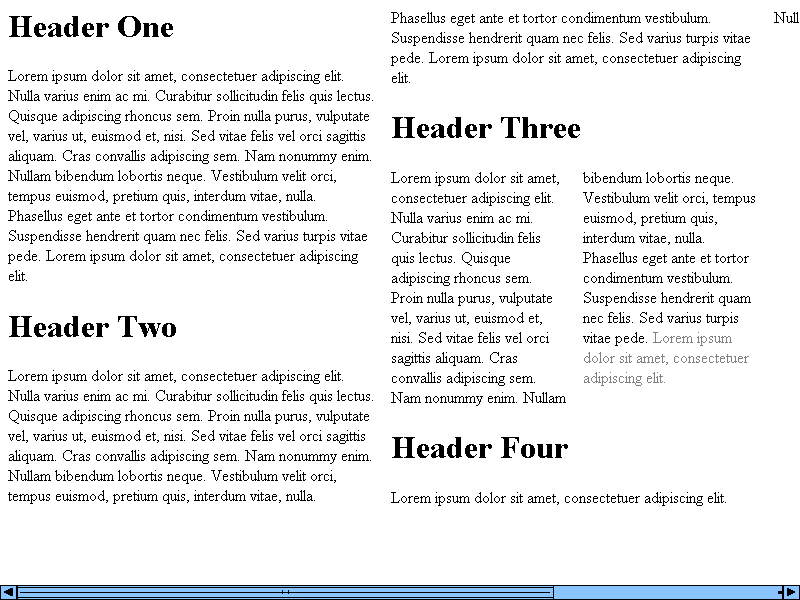 Header One
Lorem ipsum dolor sit amet, consectetuer adipiscing elit.
Nulla varius enim ac mi. Curabitur sollicitudin felis quis lectus.
Quisque adipiscing rhoncus sem. Proin nulla purus, vulputate
vel, varius ut, euismod et, nisi. Sed vitae felis vel orci sagittis
aliquam. Cras convallis adipiscing sem. Nam nonummy enim.
Nullam bibendum lobortis neque. Vestibulum velit orci,
tempus euismod, pretium quis, interdum vitae, nulla.
Phasellus eget ante et tortor condimentum vestibulum.
Suspendisse hendrerit quam nec felis. Sed varius turpis vitae
pede. Lorem ipsum dolor sit amet, consectetuer adipiscing
elit.
Header Two
Lorem ipsum dolor sit amet, consectetuer adipiscing elit.
Nulla varius enim ac mi. Curabitur sollicitudin felis quis lectus.
Quisque adipiscing rhoncus sem. Proin nulla purus, vulputate
vel, varius ut, euismod et, nisi. Sed vitae felis vel orci sagittis
aliquam. Cras convallis adipiscing sem. Nam nonummy enim.
Nullam bibendum lobortis neque. Vestibulum velit orci,
tempus euismod, pretium quis, interdum vitae, nulla.
Phasellus eget ante et tortor condimentum vestibulum.
Suspendisse hendrerit quam nec felis. Sed varius turpis vitae
pede. Lorem ipsum dolor sit amet, consectetuer adipiscing
elit.
Header Three
Lorem ipsum dolor sit amet,
consectetuer adipiscing elit.
Nulla varius enim ac mi.
Curabitur sollicitudin felis
quis lectus. Quisque
adipiscing rhoncus sem.
Proin nulla purus, vulputate
vel, varius ut, euismod et,
nisi. Sed vitae felis vel orci
sagittis aliquam. Cras
convallis adipiscing sem.
Nam nonummy enim. Nullam
bibendum lobortis neque.
Vestibulum velit orci, tempus
euismod, pretium quis,
interdum vitae, nulla.
Phasellus eget ante et tortor
condimentum vestibulum.
Suspendisse hendrerit quam
nec felis. Sed varius turpis
vitae pede. Lorem ipsum
dolor sit amet, consectetuer
adipiscing elit.
Header Four
Lorem ipsum dolor sit amet, consectetuer adipiscing elit.
Null